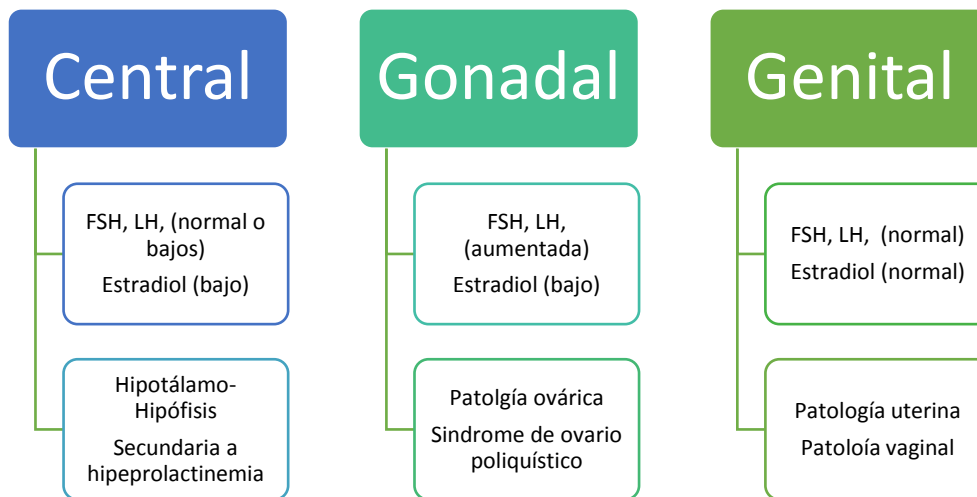 Central
FSH, LH, (normal o
bajos)
Estradiol (bajo)
Hipotálamo-
Hipófisis
Secundaria a
hipeprolactinemia
Gonadal
FSH, LH,
(aumentada)
Estradiol (bajo)
Patolgía ovárica
Sindrome de ovario
poliquístico
Genital
FSH, LH, (normal)
Estradiol (normal)
Patología uterina
Patoloía vaginal